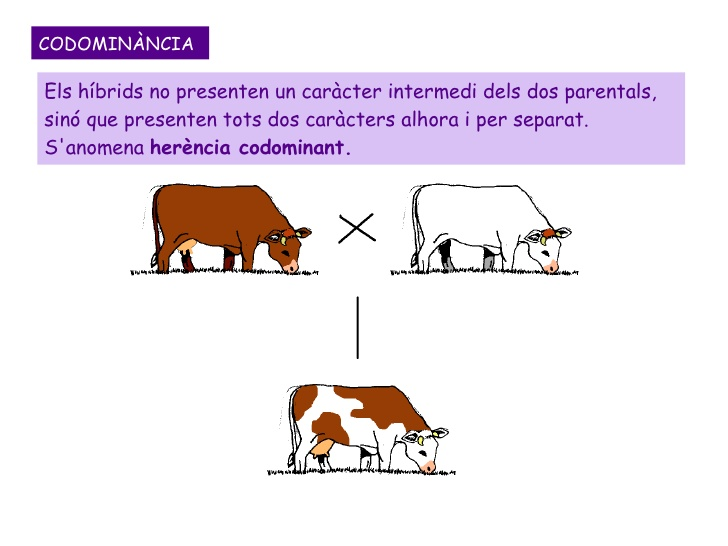 CODOMINÀNCIA
Els híbrids no presenten un caràcter intermedi dels dos parentals,
sinó que presenten tots dos caràcters alhora i per separat.
S'anomena herència codominant.